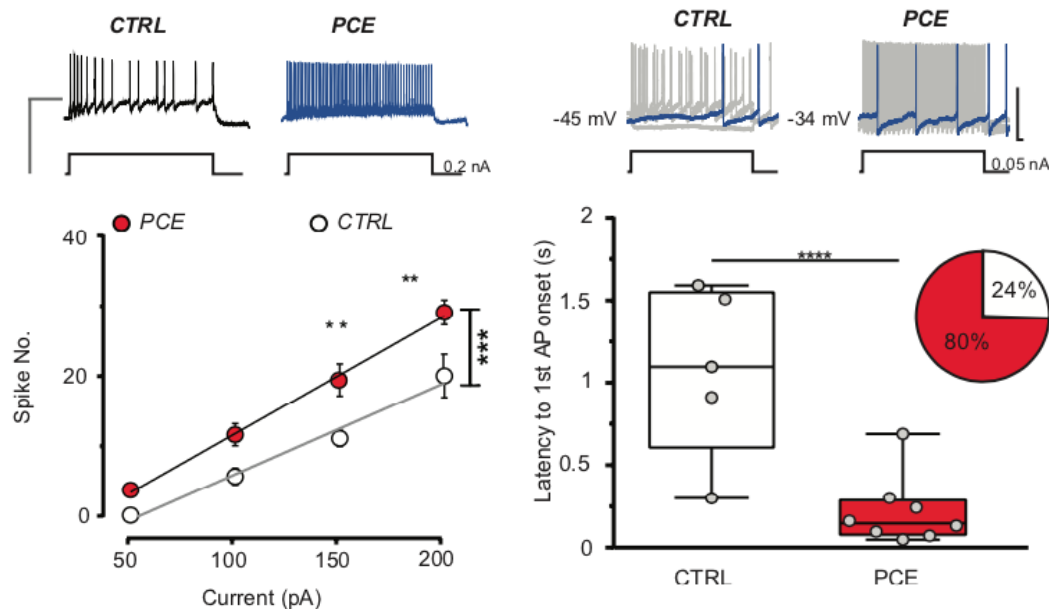 CTRL PCE
0.2 nA
CTRL PCE
-45 mV -34 mV
0.05 nA
PCE CTRL
40
20
0
Spike No.
** **
***
50 100 150 200
Current (pA)
2
1.5
1
0.5
0
Latency to 1st AP onset (s)
****
24%
80%
CTRL PCE